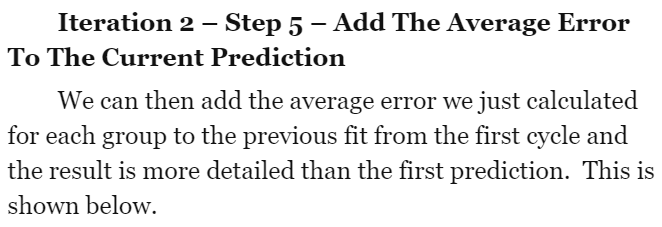 Iteration 2 – Step 5 – Add The Average Error
To The Current Prediction
We can then add the average error we just calculated
for each group to the previous fit from the first cycle and
the result is more detailed than the first prediction.  This is
shown below.